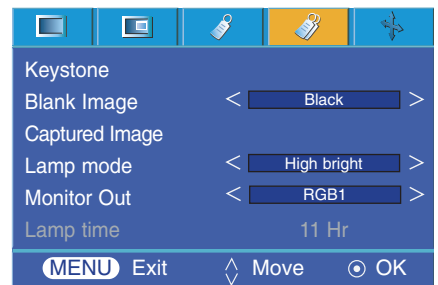 Keystone
Blank Image < Black >
Captured Image
Lamp mode < High bright >
Monitor Out < RGB1 >
Lamp time 11 Hr
MENU Exit Move OK